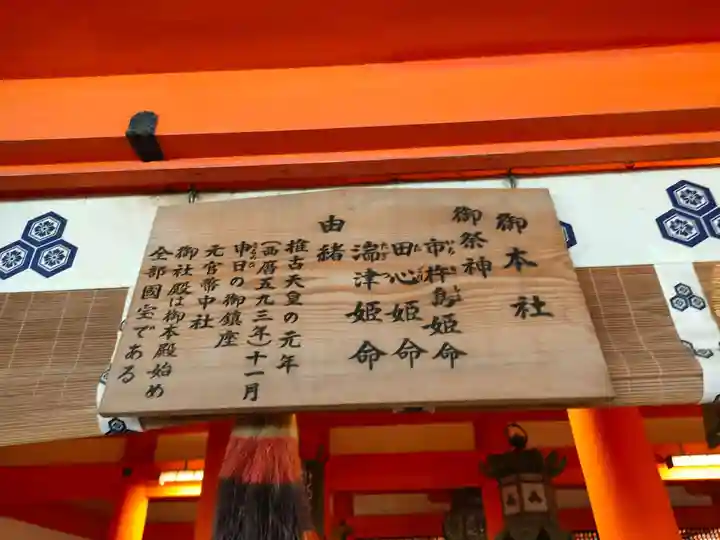 御本社
御祭神
市杵島姫命
田心姫命
湍津姫命
由緒
推古天皇の元年
(西暦五九三年)十一月
申日の御鎮座
元官幣中社
御社殿は御本殿始め
全部國宝である